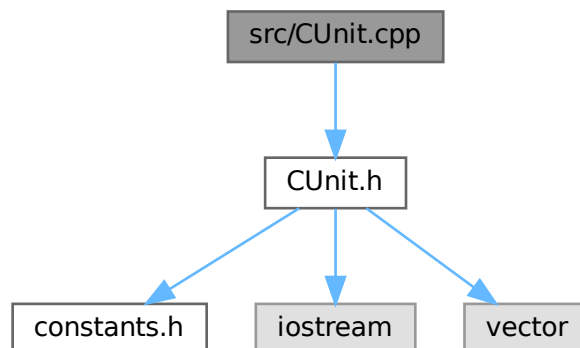 src/CUnit.cpp
CUnit.h
constants.h
iostream
vector